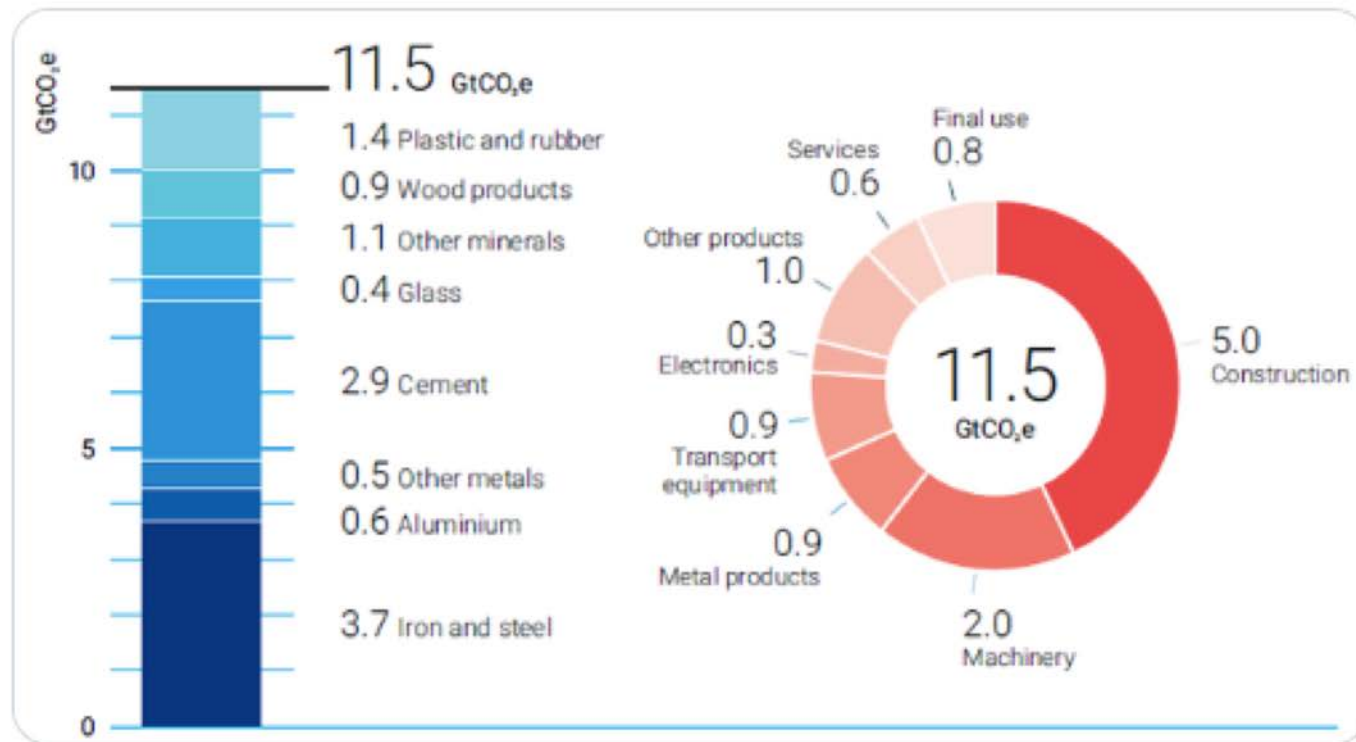 GtCO₂e
11.5 GtCO₂e
1.4 Plastic and rubber
10
0.9 Wood products
1.1 Other minerals
0.4 Glass
2.9 Cement
5
0.5 Other metals
0.6 Aluminium
3.7 Iron and steel
0
Final use
0.8
Services
0.6
Other products
1.0
0.3
Electronics
0.9
Transport
equipment
0.9
Metal products
2.0
Machinery
5.0
Construction
11.5
GtCO₂e